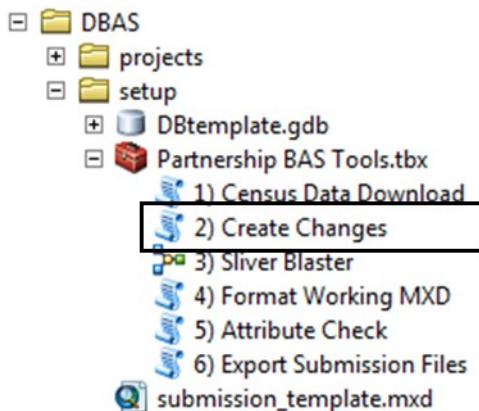 DBAS
projects
setup
DBtemplate.gdb
Partnership BAS Tools.tbx
1) Census Data Download
2) Create Changes
3) Sliver Blaster
4) Format Working MXD
5) Attribute Check
6) Export Submission Files
submission_template.mxd